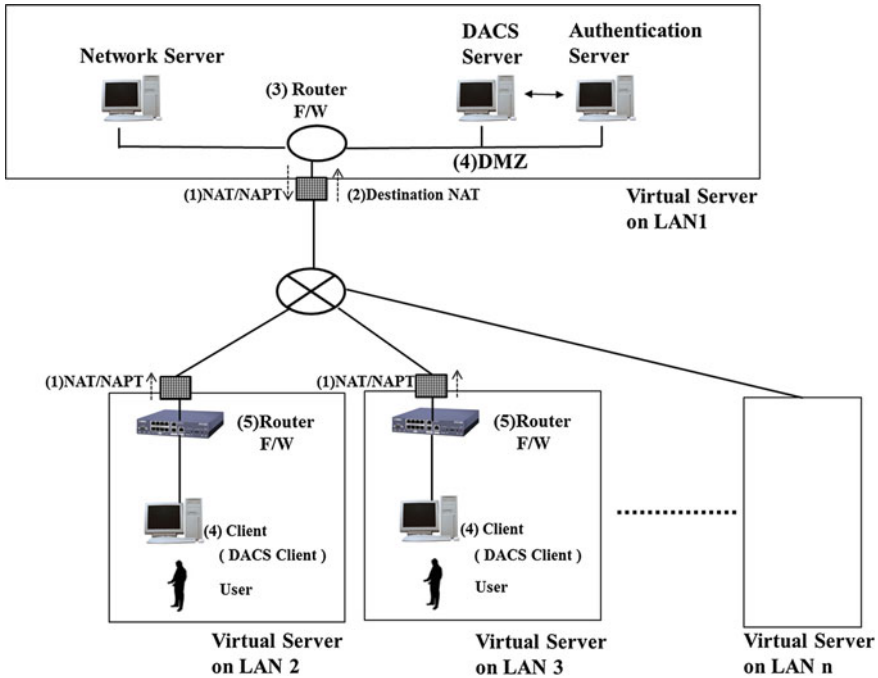 Network Server
DACS
Server
Authentication
Server
(3) Router
F/W
(4)DMZ
(1)NAT/NAPT
(2)Destination NAT
Virtual Server
on LAN1
(1)NAT/NAPT
(5)Router
F/W
(4) Client
( DACS Client )
User
Virtual Server
on LAN 2
(1)NAT/NAPT
(5)Router
F/W
(4) Client
( DACS Client )
User
Virtual Server
on LAN 3
Virtual Server
on LAN n